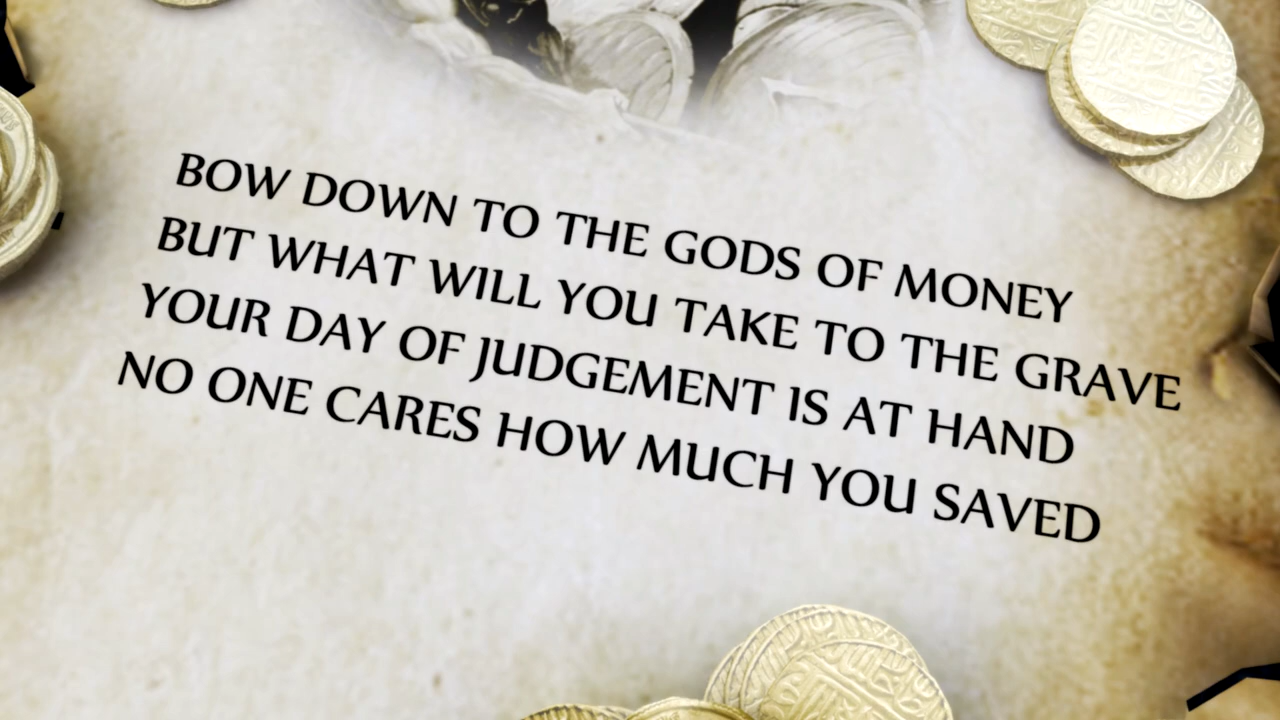 BOW DOWN TO THE GODS OF MONEY
BUT WHAT WILL YOU TAKE TO THE GRAVE
YOUR DAY OF JUDGEMENT IS AT HAND
NO ONE CARES HOW MUCH YOU SAVED